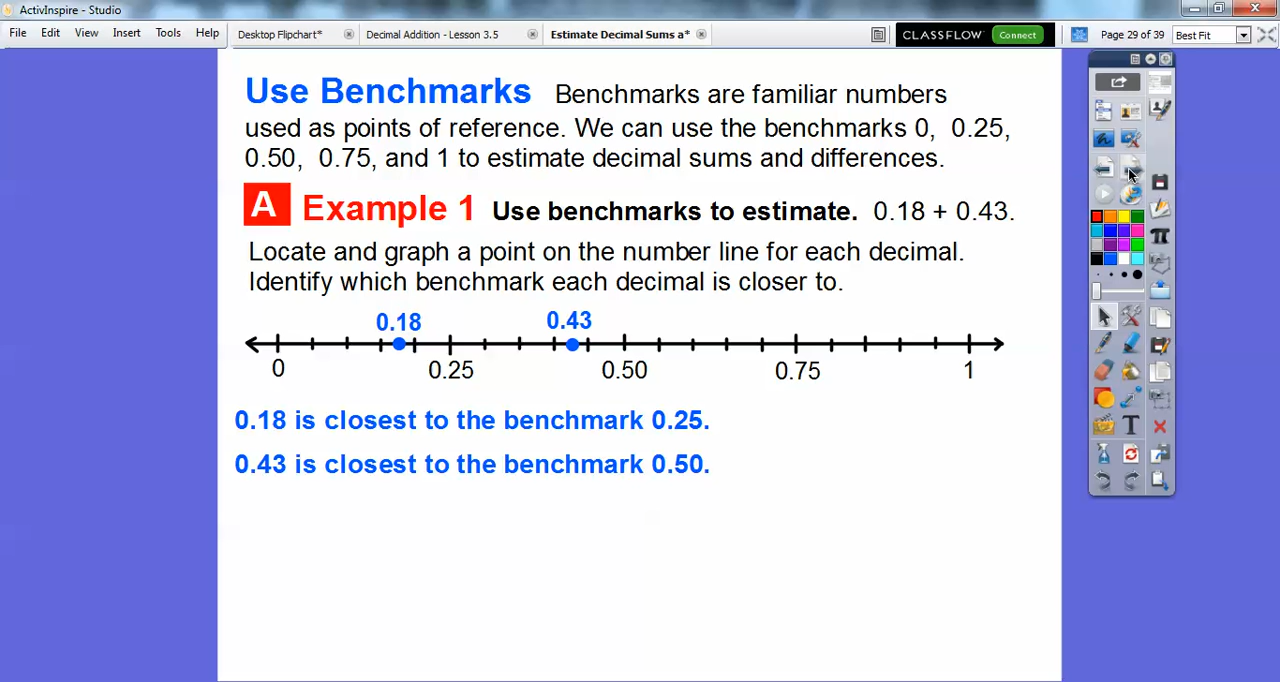 ActivInspire - Studio
File Edit View Insert Tools Help
Desktop Flipchart* Decimal Addition - Lesson 3.5 Estimate Decimal Sums a*
CLASSFLOW Connect
Page 29 of 39 Best Fit
Use Benchmarks Benchmarks are familiar numbers
used as points of reference. We can use the benchmarks 0, 0.25,
0.50, 0.75, and 1 to estimate decimal sums and differences.
A Example 1 Use benchmarks to estimate. 0.18 + 0.43.
Locate and graph a point on the number line for each decimal.
Identify which benchmark each decimal is closer to.
0.18 0.43
0 0.25 0.50 0.75 1
0.18 is closest to the benchmark 0.25.
0.43 is closest to the benchmark 0.50.